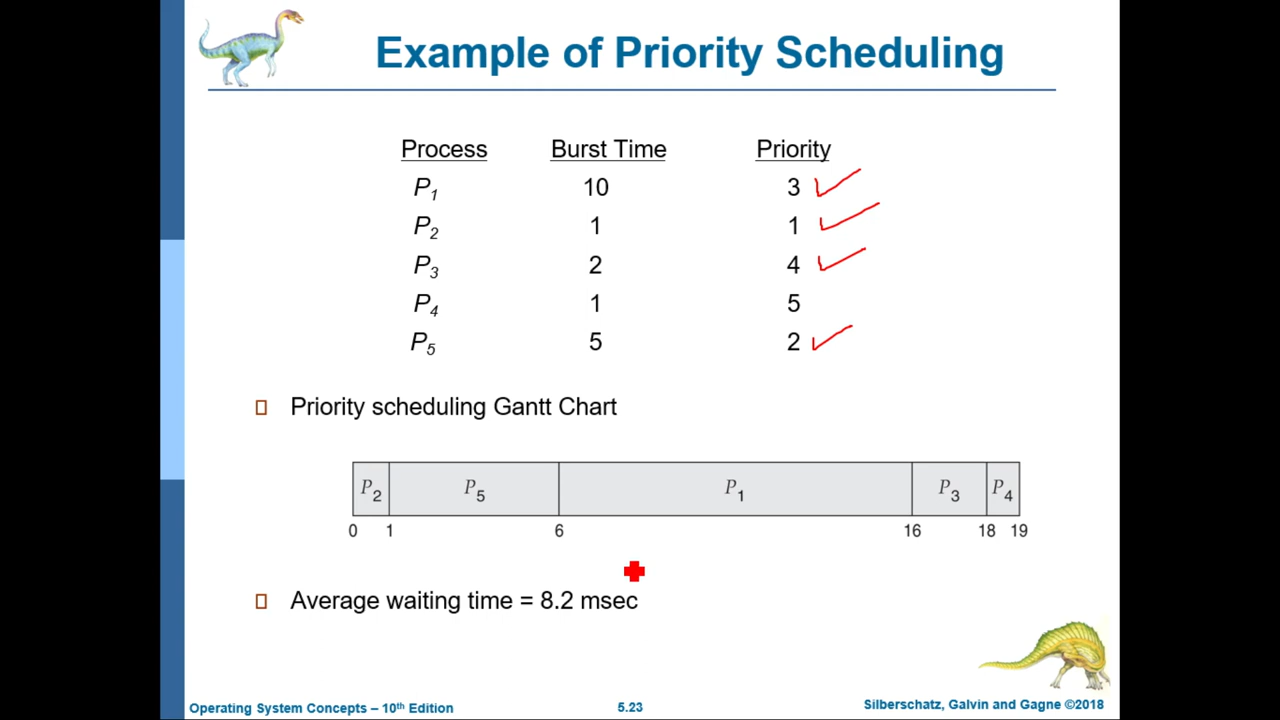 Example of Priority Scheduling
Process Burst Time Priority
P1 10 3
P2 1 1
P3 2 4
P4 1 5
P5 5 2
Priority scheduling Gantt Chart
P2 P5 P1 P3 P4
0 1 6 16 18 19
Average waiting time = 8.2 msec
Operating System Concepts – 10th Edition 5.23 Silberschatz, Galvin and Gagne ©2018